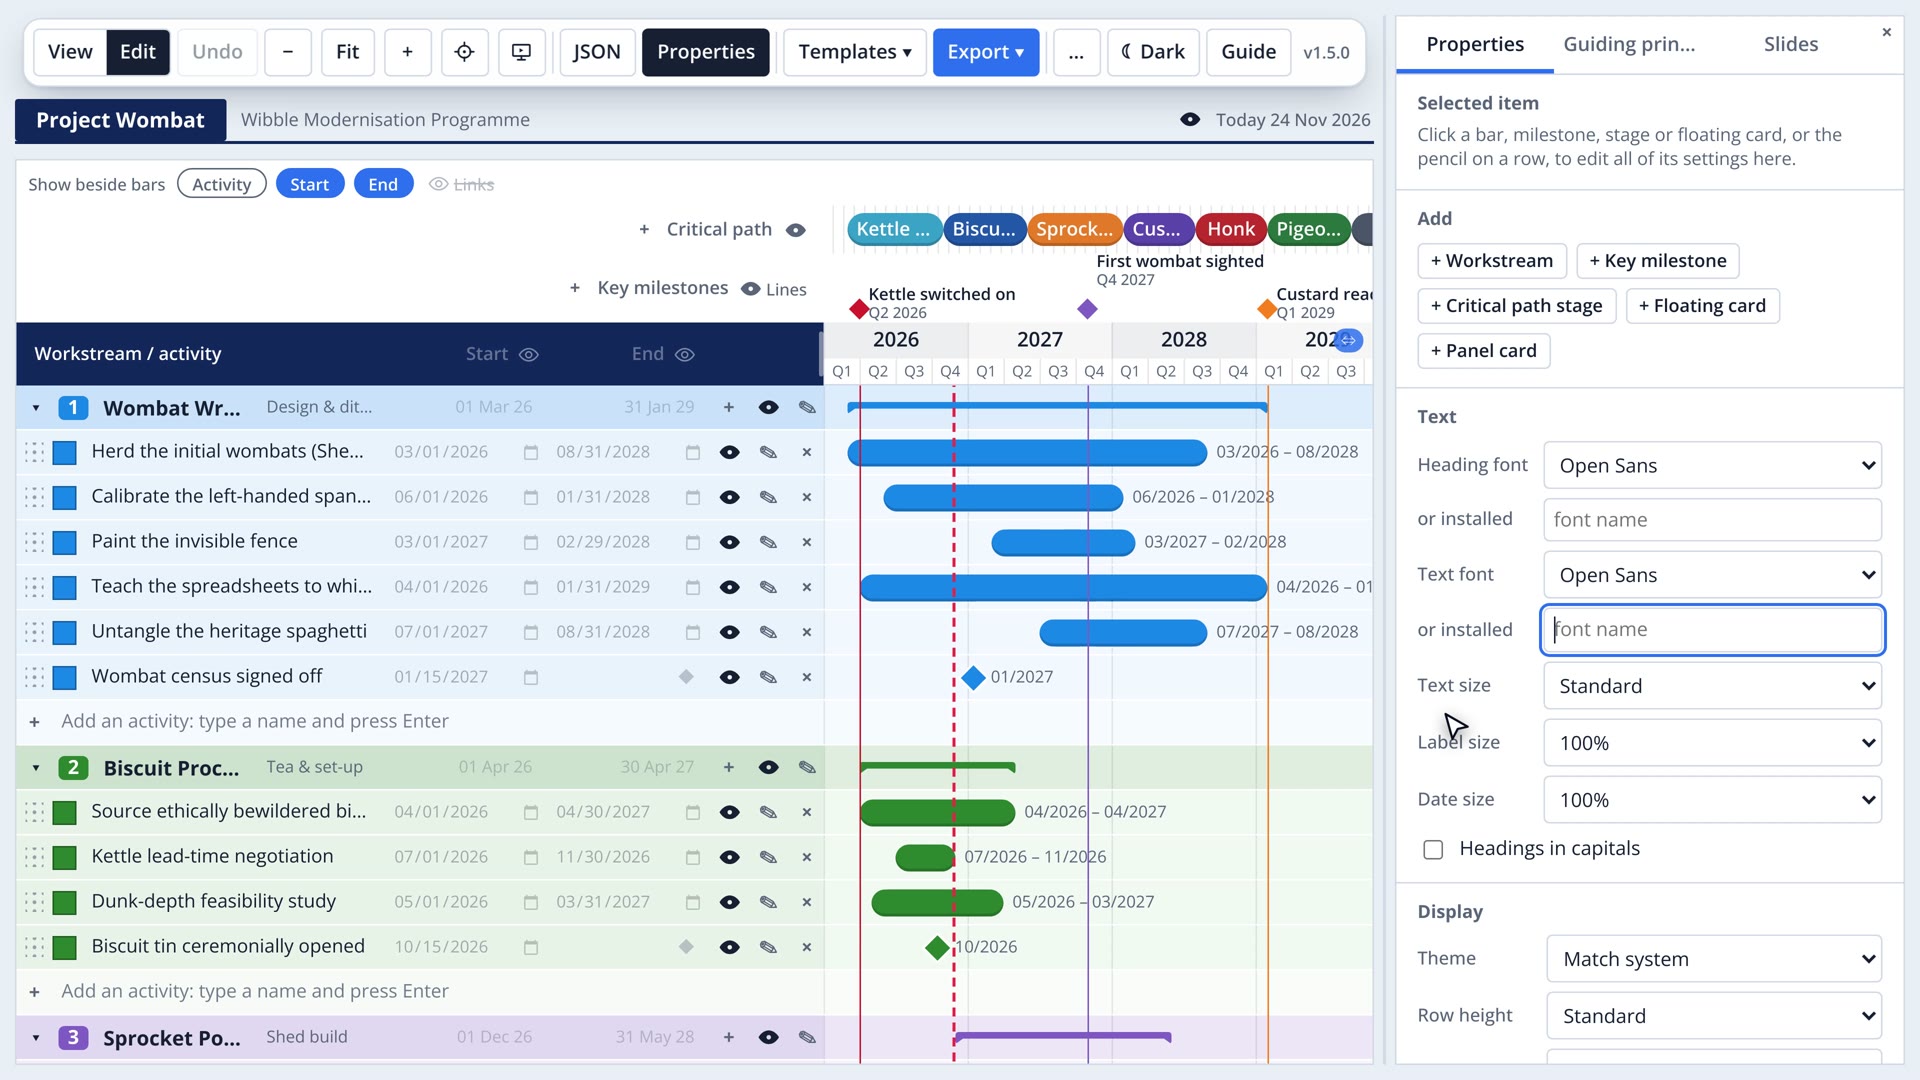 View Edit Undo − Fit + JSON Properties Templates ▾ Export ▾ ... ☾ Dark Guide v1.5.0
Project Wombat Wibble Modernisation Programme Today 24 Nov 2026
Show beside bars Activity Start End Links
+ Critical path Kettle ... Biscu... Sprock... Cus... Honk Pigeo...
First wombat sighted
Q4 2027
+ Key milestones Lines
Kettle switched on
Q2 2026
Custard reac
Q1 2029
Workstream / activity Start End
2026 2027 2028
Q1 Q2 Q3 Q4 Q1 Q2 Q3 Q4 Q1 Q2 Q3 Q4 Q1 Q2 Q3
▾ 1 Wombat Wr... Design & dit... 01 Mar 26 31 Jan 29 +
Herd the initial wombats (She... 03/01/2026 08/31/2028 × 03/2026 – 08/2028
Calibrate the left-handed span... 06/01/2026 01/31/2028 × 06/2026 – 01/2028
Paint the invisible fence 03/01/2027 02/29/2028 × 03/2027 – 02/2028
Teach the spreadsheets to whi... 04/01/2026 01/31/2029 × 04/2026 – 01
Untangle the heritage spaghetti 07/01/2027 08/31/2028 × 07/2027 – 08/2028
Wombat census signed off 01/15/2027 × 01/2027
+ Add an activity: type a name and press Enter
▾ 2 Biscuit Proc... Tea & set-up 01 Apr 26 30 Apr 27 +
Source ethically bewildered bi... 04/01/2026 04/30/2027 × 04/2026 – 04/2027
Kettle lead-time negotiation 07/01/2026 11/30/2026 × 07/2026 – 11/2026
Dunk-depth feasibility study 05/01/2026 03/31/2027 × 05/2026 – 03/2027
Biscuit tin ceremonially opened 10/15/2026 × 10/2026
+ Add an activity: type a name and press Enter
▾ 3 Sprocket Po... Shed build 01 Dec 26 31 May 28 +
Properties Guiding prin... Slides ×
Selected item
Click a bar, milestone, stage or floating card, or the
pencil on a row, to edit all of its settings here.
Add
+ Workstream + Key milestone
+ Critical path stage + Floating card
+ Panel card
Text
Heading font Open Sans
or installed font name
Text font Open Sans
or installed font name
Text size Standard
Label size 100%
Date size 100%
Headings in capitals
Display
Theme Match system
Row height Standard